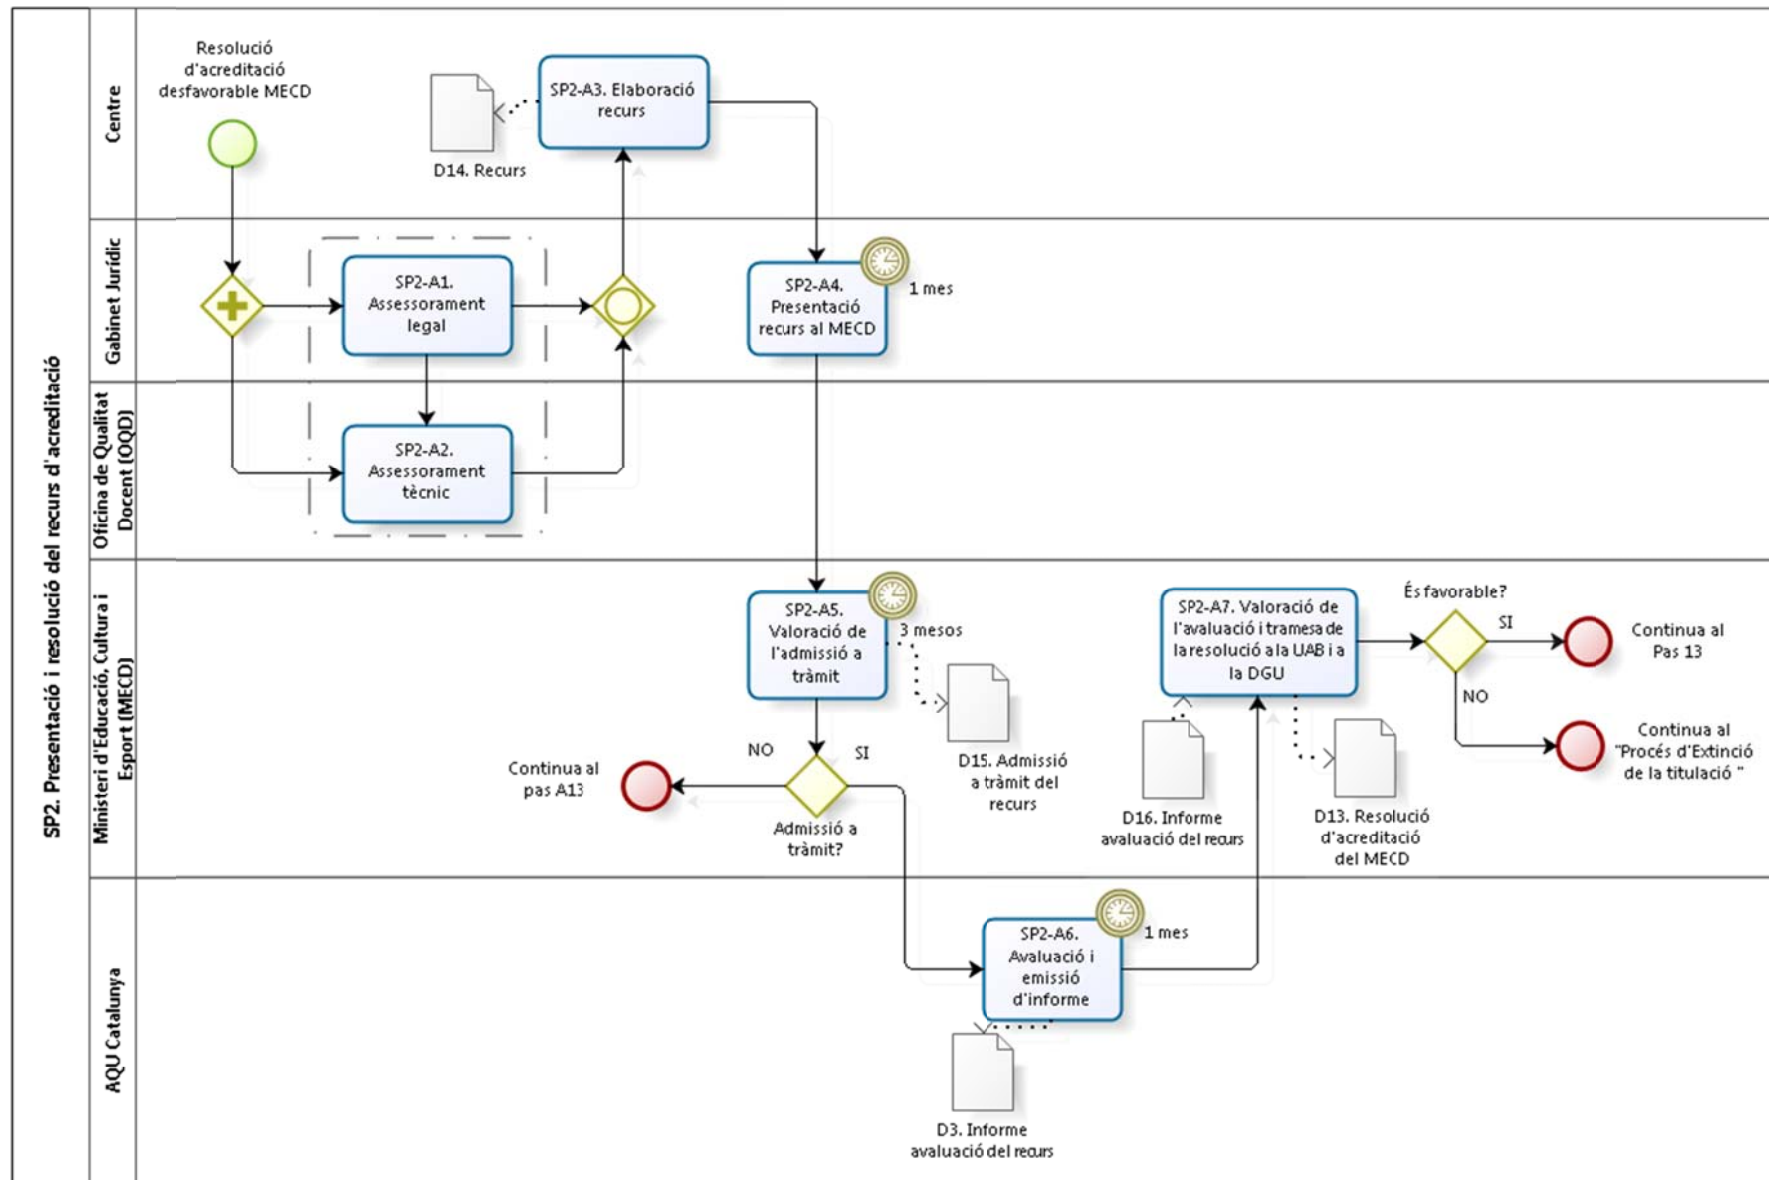 SP2. Presentació i resolució del recurs d'acreditació
Centre
Resolució
d'acreditació
desfavorable MECD
D14. Recurs
SP2-A3. Elaboració
recurs
Gabinet Jurídic
SP2-A1.
Assessorament
legal
SP2-A4.
Presentació
recurs al MECD
1 mes
Oficina de Qualitat
Docent (OQD)
SP2-A2.
Assessorament
tècnic
Ministeri d'Educació, Cultura i
Esport (MECD)
SP2-A5.
Valoració de
l'admissió a
tràmit
3 mesos
D15. Admissió
a tràmit del
recurs
NO
SI
Continua al
pas A13
Admissió a
tràmit?
SP2-A7. Valoració de
l'avaluació i tramesa de
la resolució a la UAB i a
la DGU
D16. Informe
avaluació del recurs
D13. Resolució
d'acreditació
del MECD
És favorable?
SI
Continua al
Pas 13
NO
Continua al
"Procés d'Extinció
de la titulació "
AQU Catalunya
SP2-A6.
Avaluació i
emissió
d'informe
1 mes
D3. Informe
avaluació del recurs